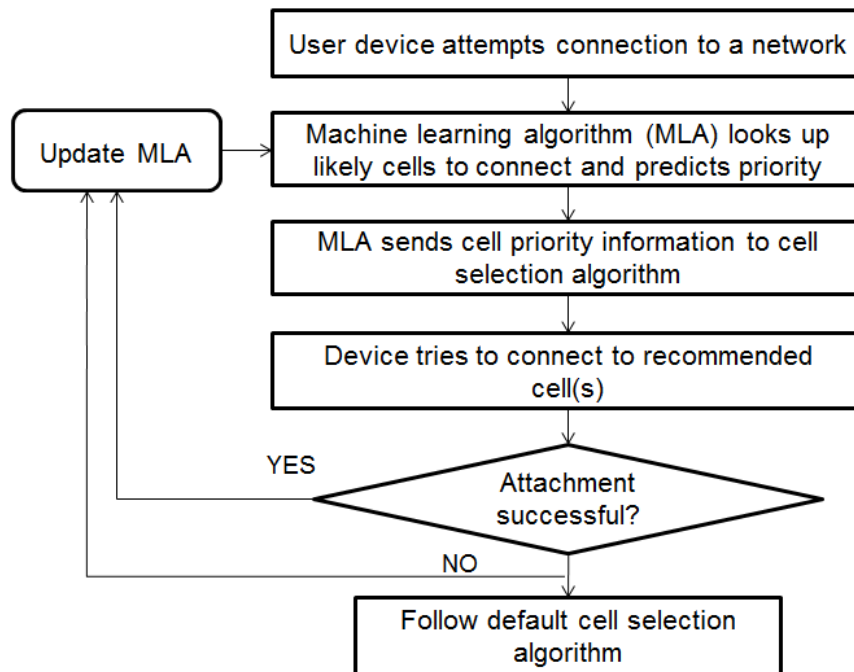 User device attempts connection to a network
Update MLA
Machine learning algorithm (MLA) looks up
likely cells to connect and predicts priority
MLA sends cell priority information to cell
selection algorithm
Device tries to connect to recommended
cell(s)
YES
Attachment
successful?
NO
Follow default cell selection
algorithm